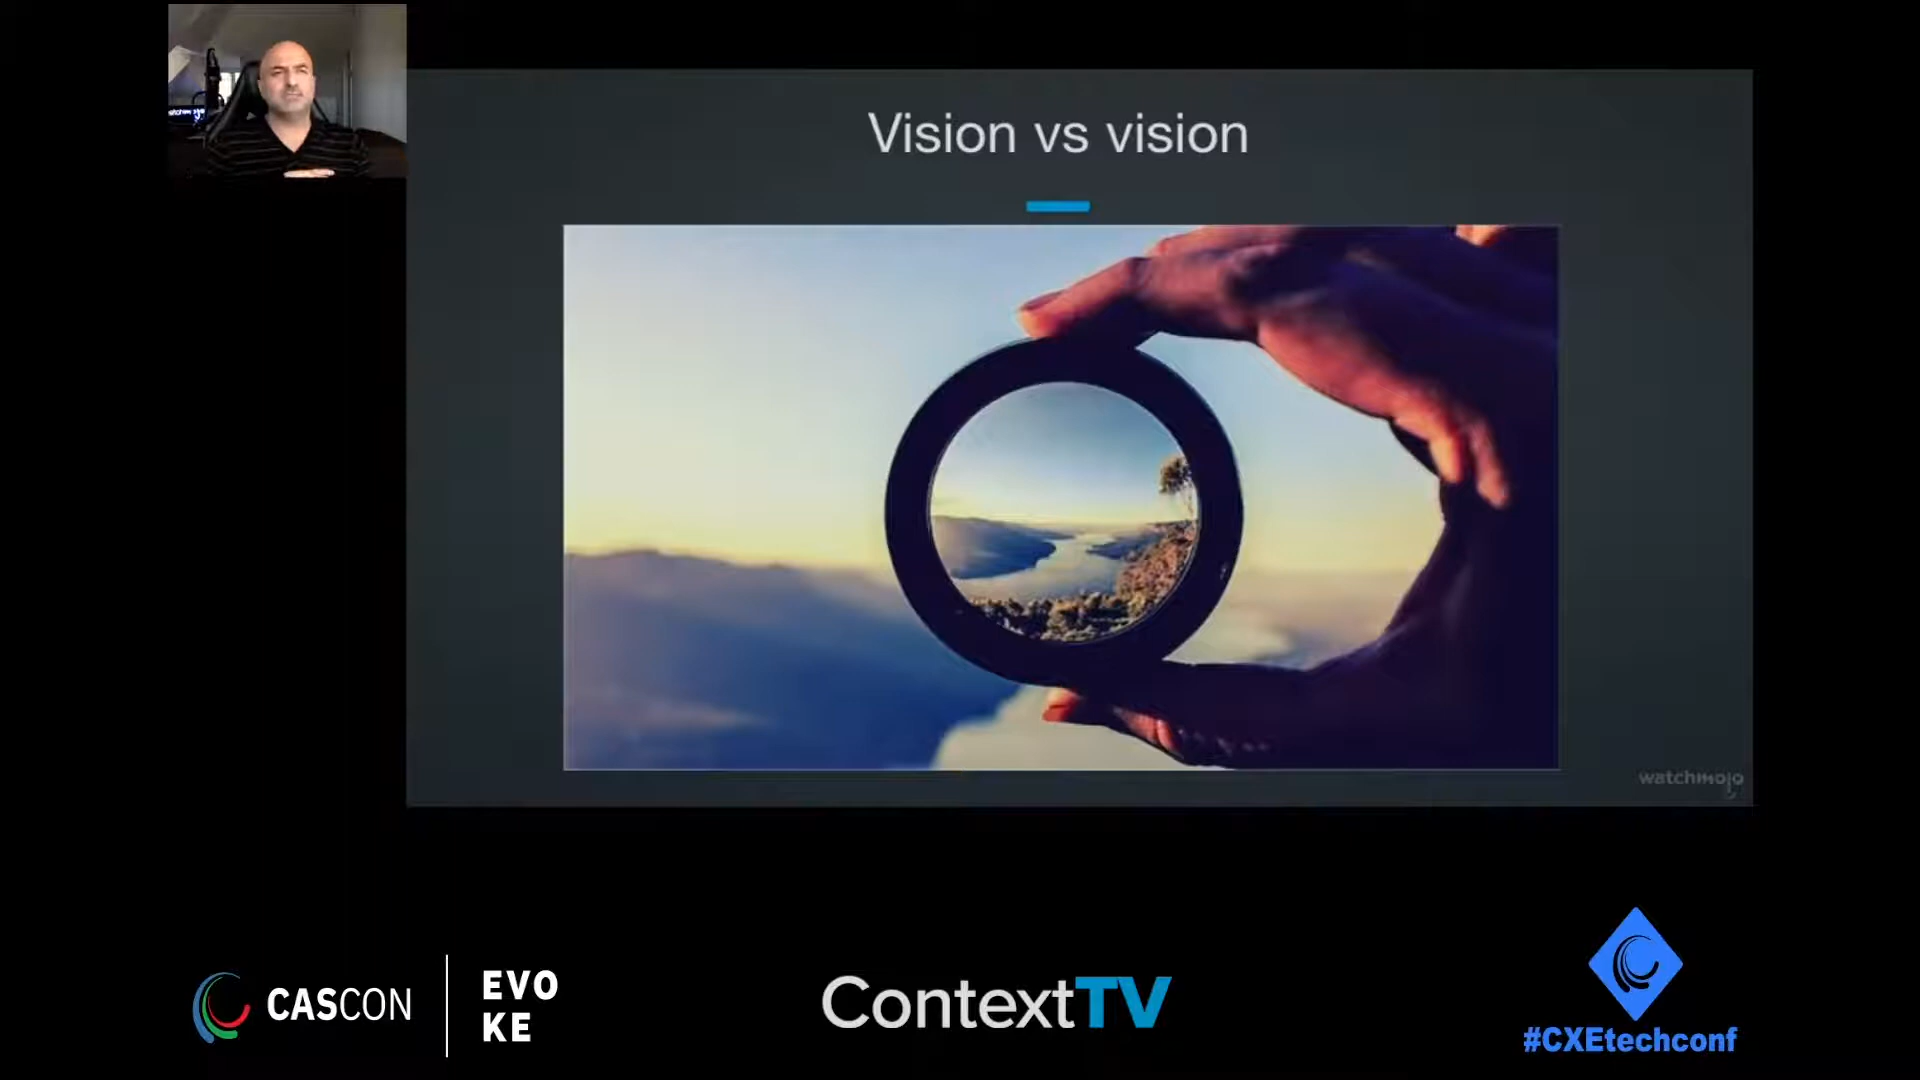 Vision vs vision
watchmojo
CASCON
EVO
KE
ContextTV
#CXEtechconf